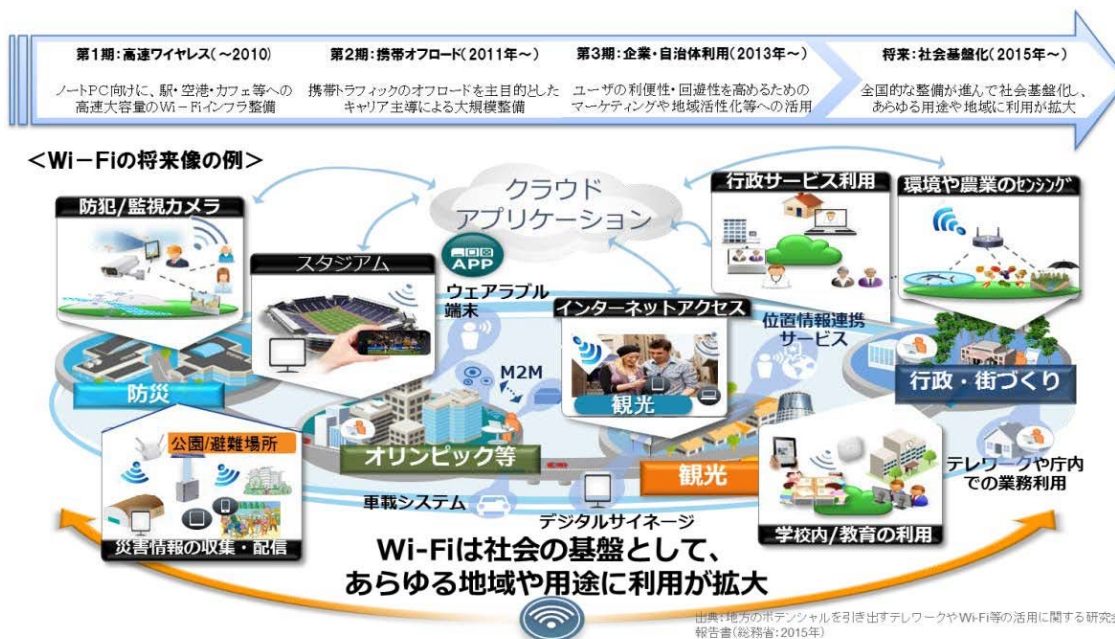 第1期：高速ワイヤレス（～2010）
ノートPC向けに、駅・空港・カフェ等への
高速大容量のWi－Fiインフラ整備
第2期：携帯オフロード（2011年～）
携帯トラフィックのオフロードを主目的とした
キャリア主導による大規模整備
第3期：企業・自治体利用（2013年～）
ユーザの利便性・回遊性を高めるための
マーケティングや地域活性化等への活用
将来：社会基盤化（2015年～）
全国的な整備が進んで社会基盤化し、
あらゆる用途や地域に利用が拡大
＜Wi－Fiの将来像の例＞
クラウド
アプリケーション
防犯/監視カメラ
スタジアム
APP
ウェアラブル
端末
行政サービス利用
環境や農業のｾﾝｼﾝｸﾞ
インターネットアクセス
観光
位置情報連携
サービス
M2M
防災
オリンピック等
観光
行政・街づくり
公園/避難場所
災害情報の収集・配信
車載システム
デジタルサイネージ
学校内/教育の利用
テレワークや庁内
での業務利用
Wi-Fiは社会の基盤として、
あらゆる地域や用途に利用が拡大
出典：地方のポテンシャルを引き出すテレワークやWi-Fi等の活用に関する研究会
報告書（総務省：2015年）